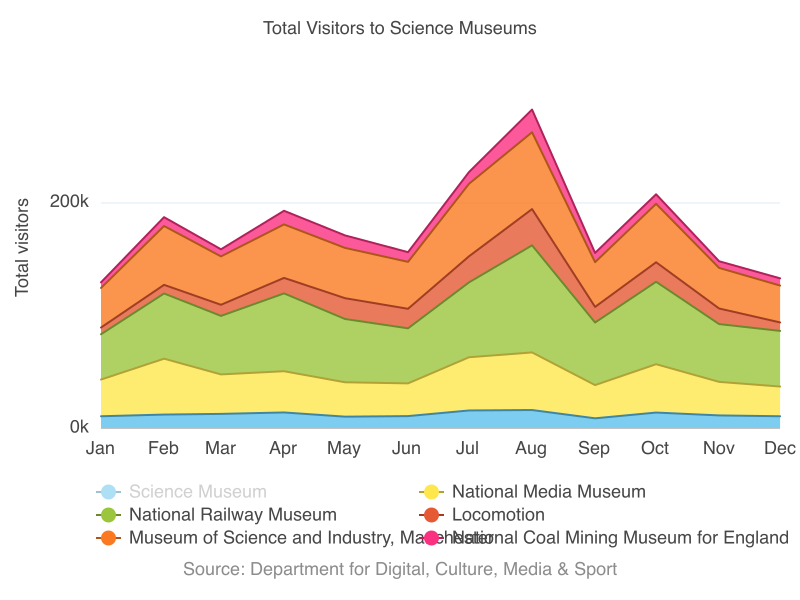 Total Visitors to Science Museums
Total visitors
200k
0k
Jan Feb Mar Apr May Jun Jul Aug Sep Oct Nov Dec
Science Museum National Media Museum
National Railway Museum Locomotion
Museum of Science and Industry, Manchester National Coal Mining Museum for England
Source: Department for Digital, Culture, Media & Sport